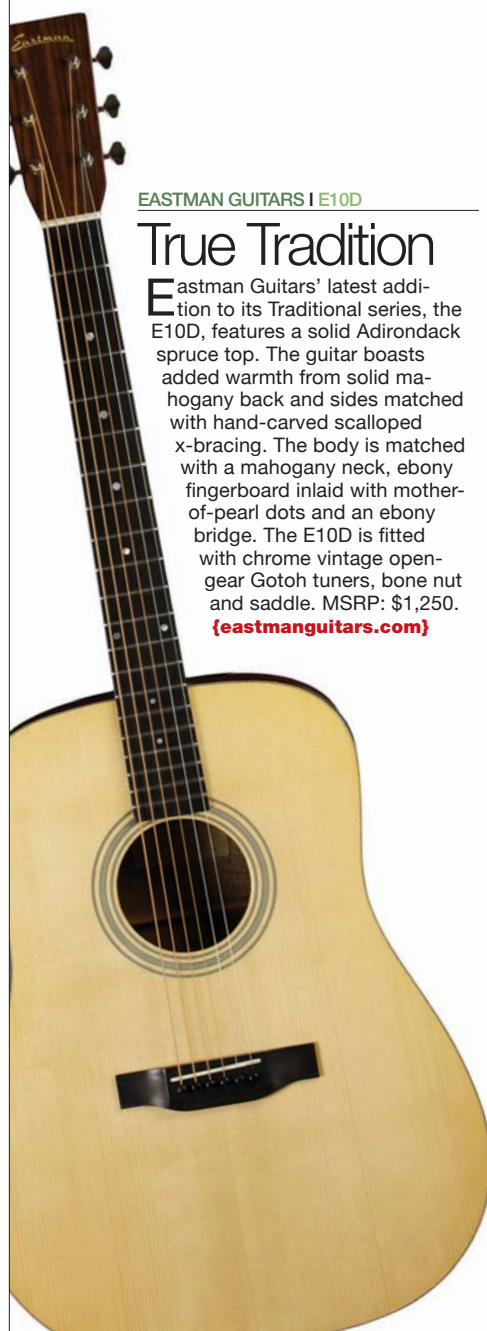 Eastman
EASTMAN GUITARS I E10D
True Tradition
Eastman Guitars' latest addi-
tion to its Traditional series, the
E10D, features a solid Adirondack
spruce top. The guitar boasts
added warmth from solid ma-
hogany back and sides matched
with hand-carved scalloped
x-bracing. The body is matched
with a mahogany neck, ebony
fingerboard inlaid with mother-
of-pearl dots and an ebony
bridge. The E10D is fitted
with chrome vintage open-
gear Gotoh tuners, bone nut
and saddle. MSRP: $1,250.
{eastmanguitars.com}